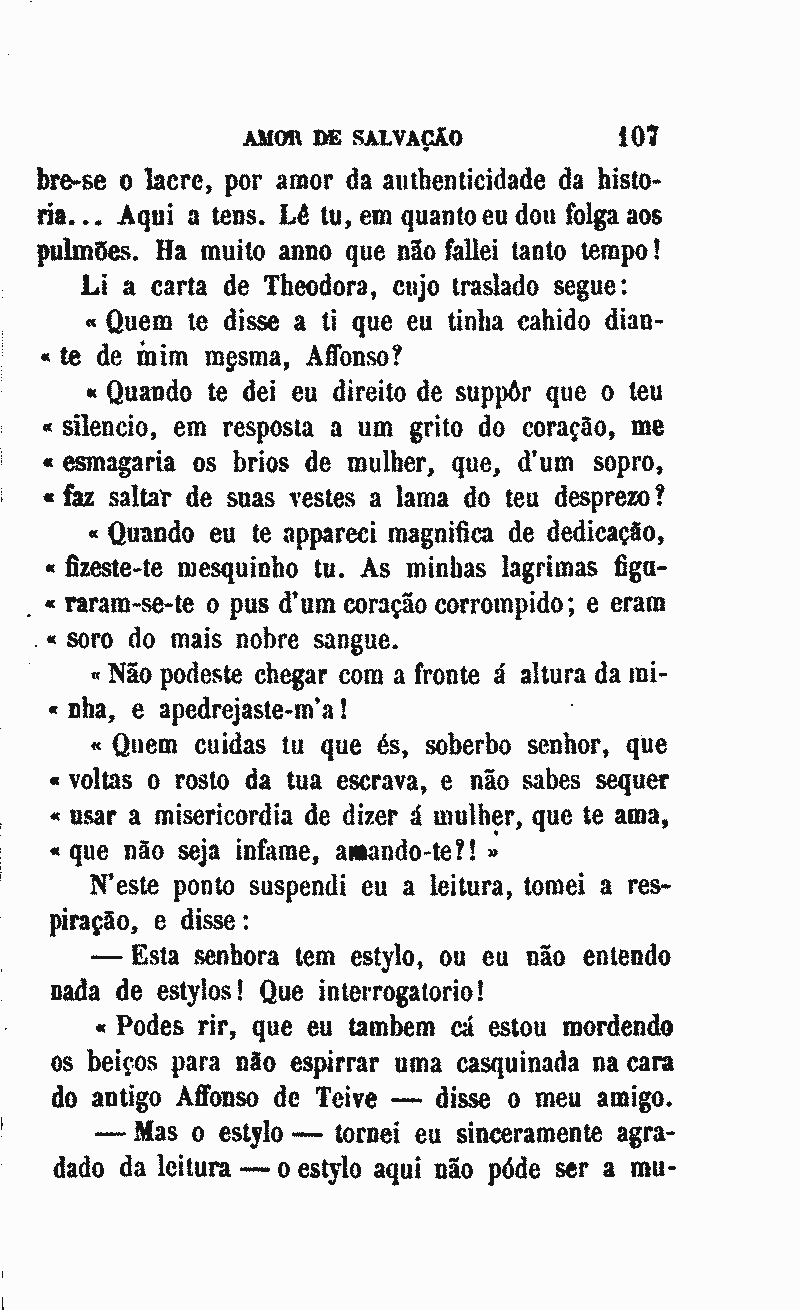 AMOR DE SALVAÇÃO 107
bre-se o lacre, por amor da authenticidade da histo-
ria... Aqui a tens. Lê tu, em quanto eu dou folga aos
pulmões. Ha muito anno que não fallei tanto tempo!
Li a carta de Theodora, cujo traslado segue:
« Quem te disse a ti que eu tinha cahido dian-
« te de mim mesma, Affonso?
« Quando te dei eu direito de suppôr que o teu
« silencio, em resposta a um grito do coração, me
« esmagaria os brios de mulher, que, d'um sopro,
« faz saltar de suas vestes a lama do teu desprezo?
« Quando eu te appareci magnifica de dedicação,
« fizeste-te mesquinho tu. As minhas lagrimas figu-
« raram-se-te o pus d'um coração corrompido; e eram
« soro do mais nobre sangue.
« Não podeste chegar com a fronte á altura da mi-
« nha, e apedrejaste-m'a!
« Quem cuidas tu que és, soberbo senhor, que
« voltas o rosto da tua escrava, e não sabes sequer
« usar a misericordia de dizer á mulher, que te ama,
« que não seja infame, amando-te?! »
N'este ponto suspendi eu a leitura, tomei a res-
piração, e disse:
— Esta senhora tem estylo, ou eu não entendo
nada de estylos! Que interrogatorio!
« Podes rir, que eu tambem cá estou mordendo
os beiços para não espirrar uma casquinada na cara
do antigo Affonso de Teive — disse o meu amigo.
— Mas o estylo — tornei eu sinceramente agra-
dado da leitura — o estylo aqui não póde ser a mu-